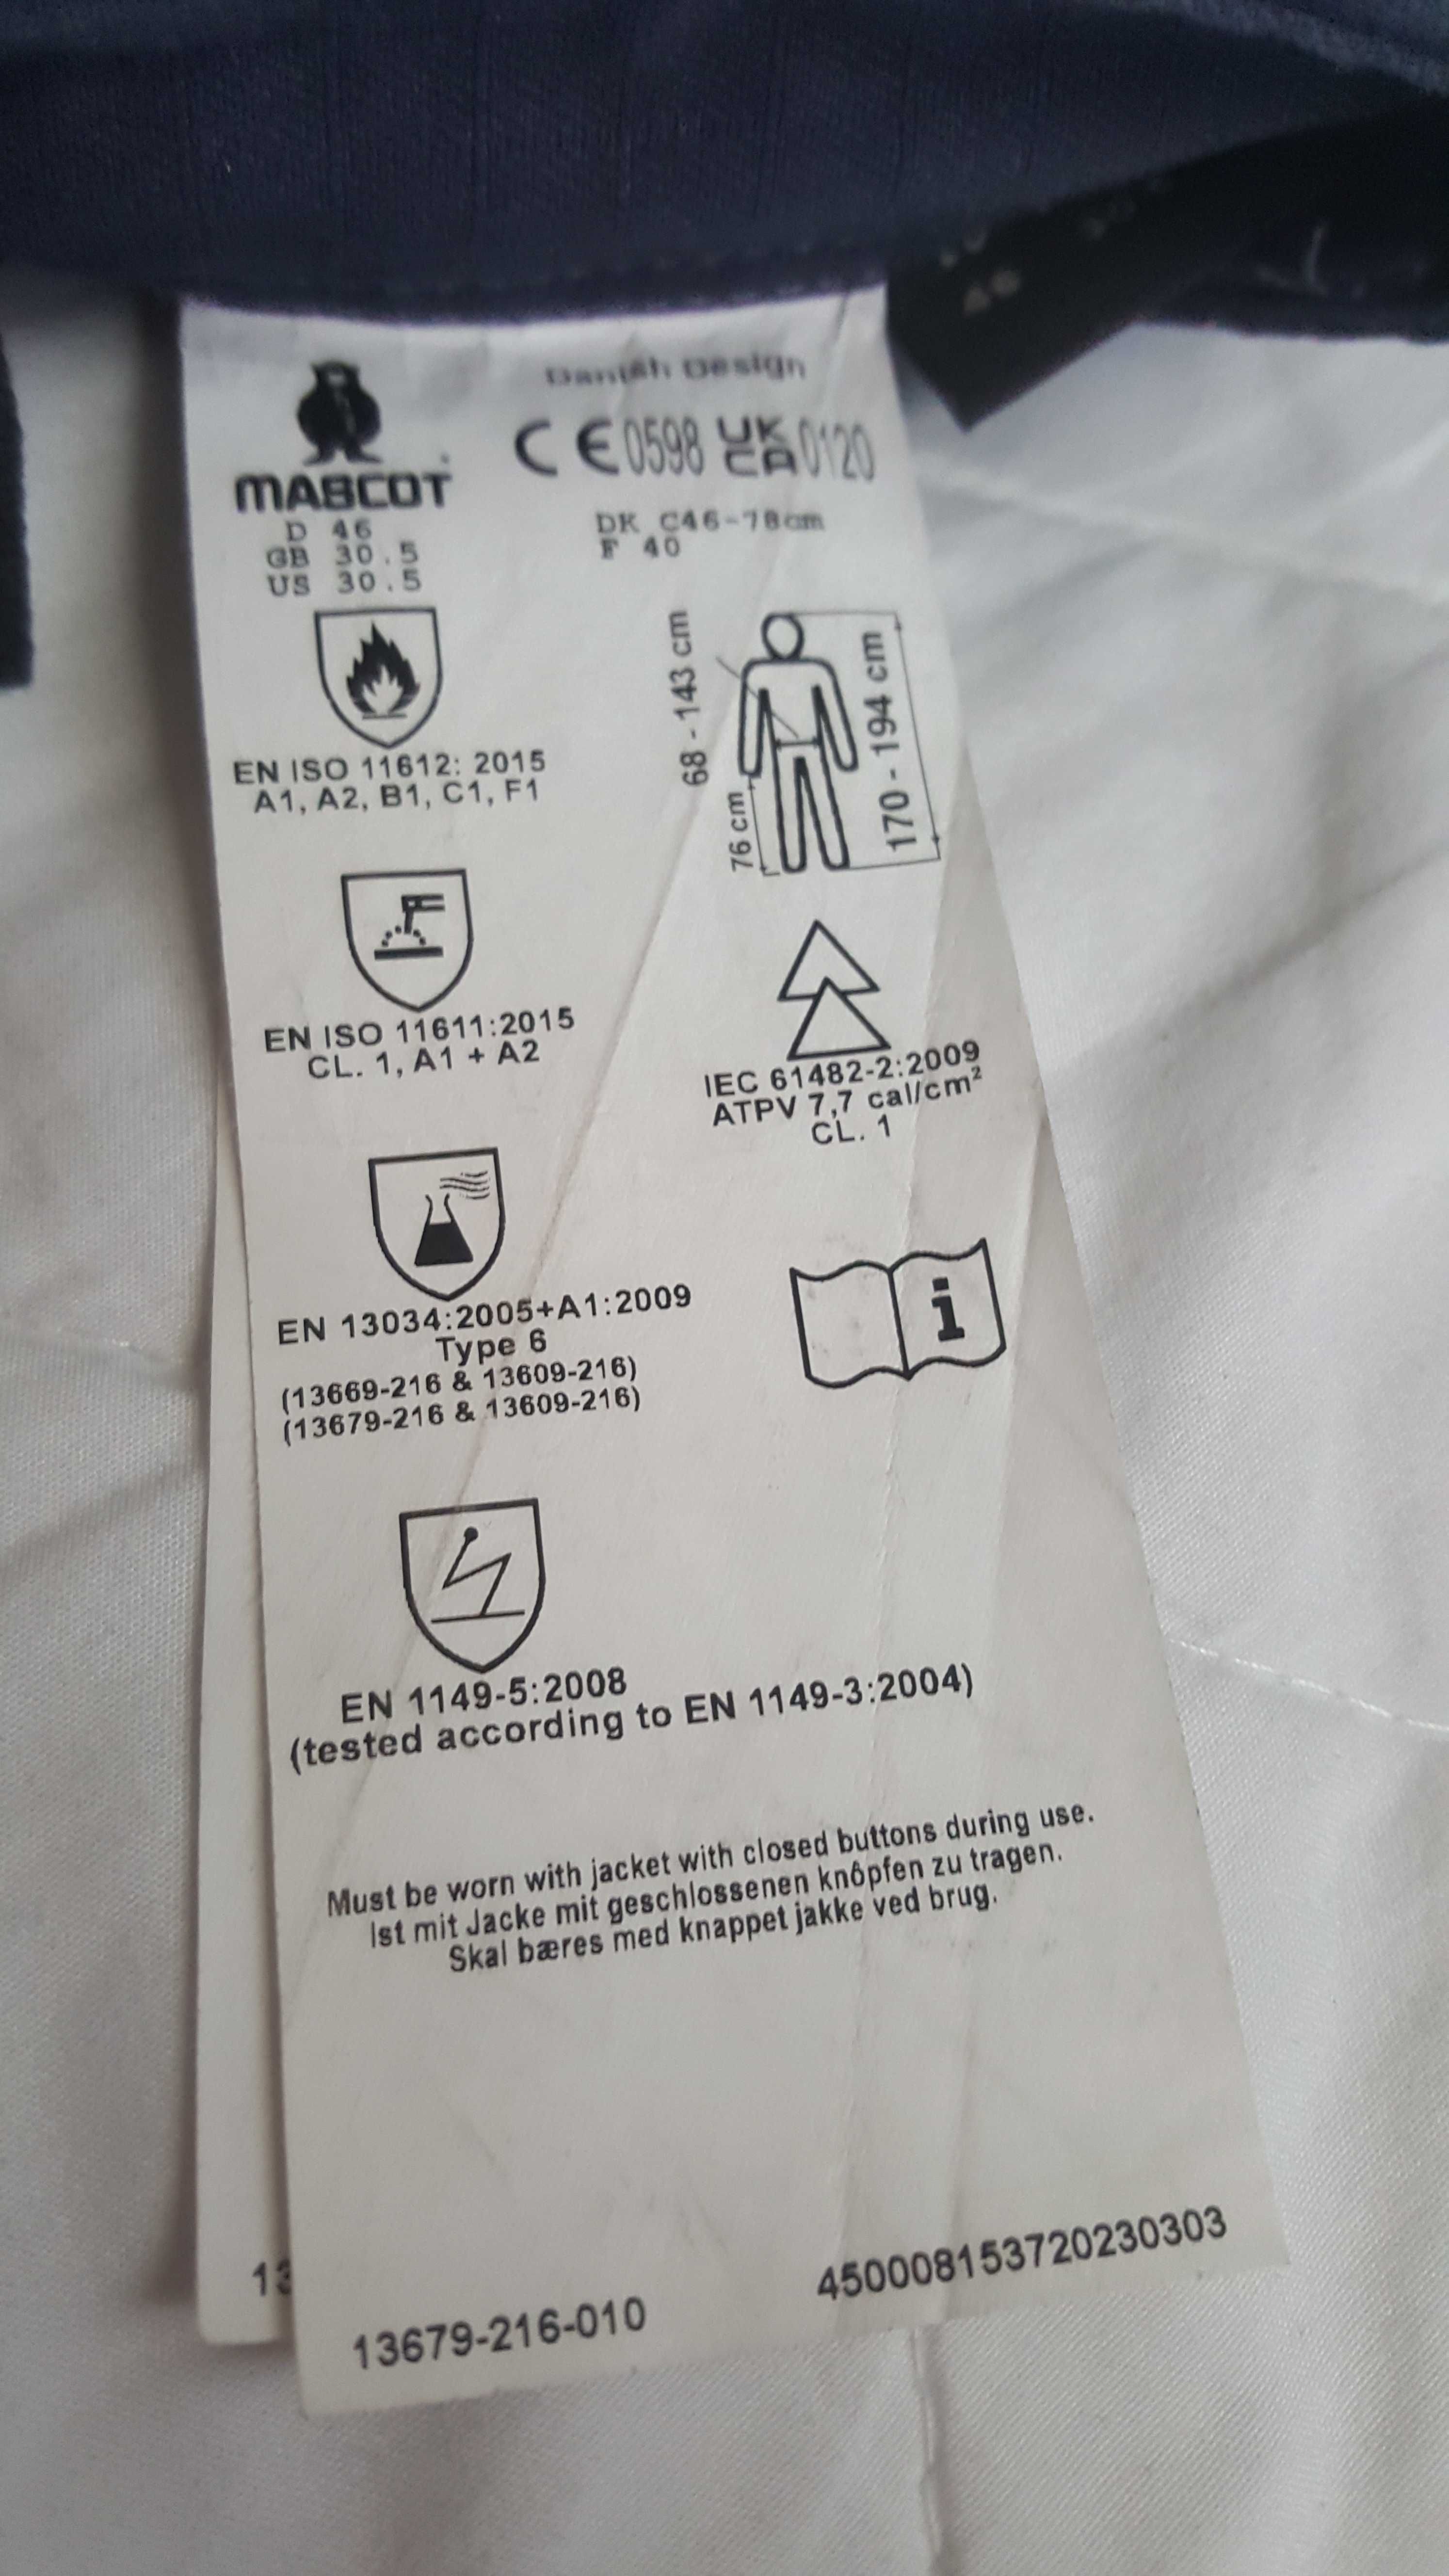 Danish Design
MASCOT
CE 0598 UK CA 0120
D 46
GB 30.5
US 30.5
DK C46-78cm
F 40
68 - 143 cm
76 cm
170 - 194 cm
EN ISO 11612: 2015
A1, A2, B1, C1, F1
EN ISO 11611:2015
CL. 1, A1 + A2
IEC 61482-2:2009
ATPV 7,7 cal/cm²
CL. 1
EN 13034:2005+A1:2009
Type 6
(13669-216 & 13609-216)
(13679-216 & 13609-216)
i
EN 1149-5:2008
(tested according to EN 1149-3:2004)
Must be worn with jacket with closed buttons during use.
Ist mit Jacke mit geschlossenen knôpfen zu tragen.
Skal bæres med knappet jakke ved brug.
13
13679-216-010
450008153720230303